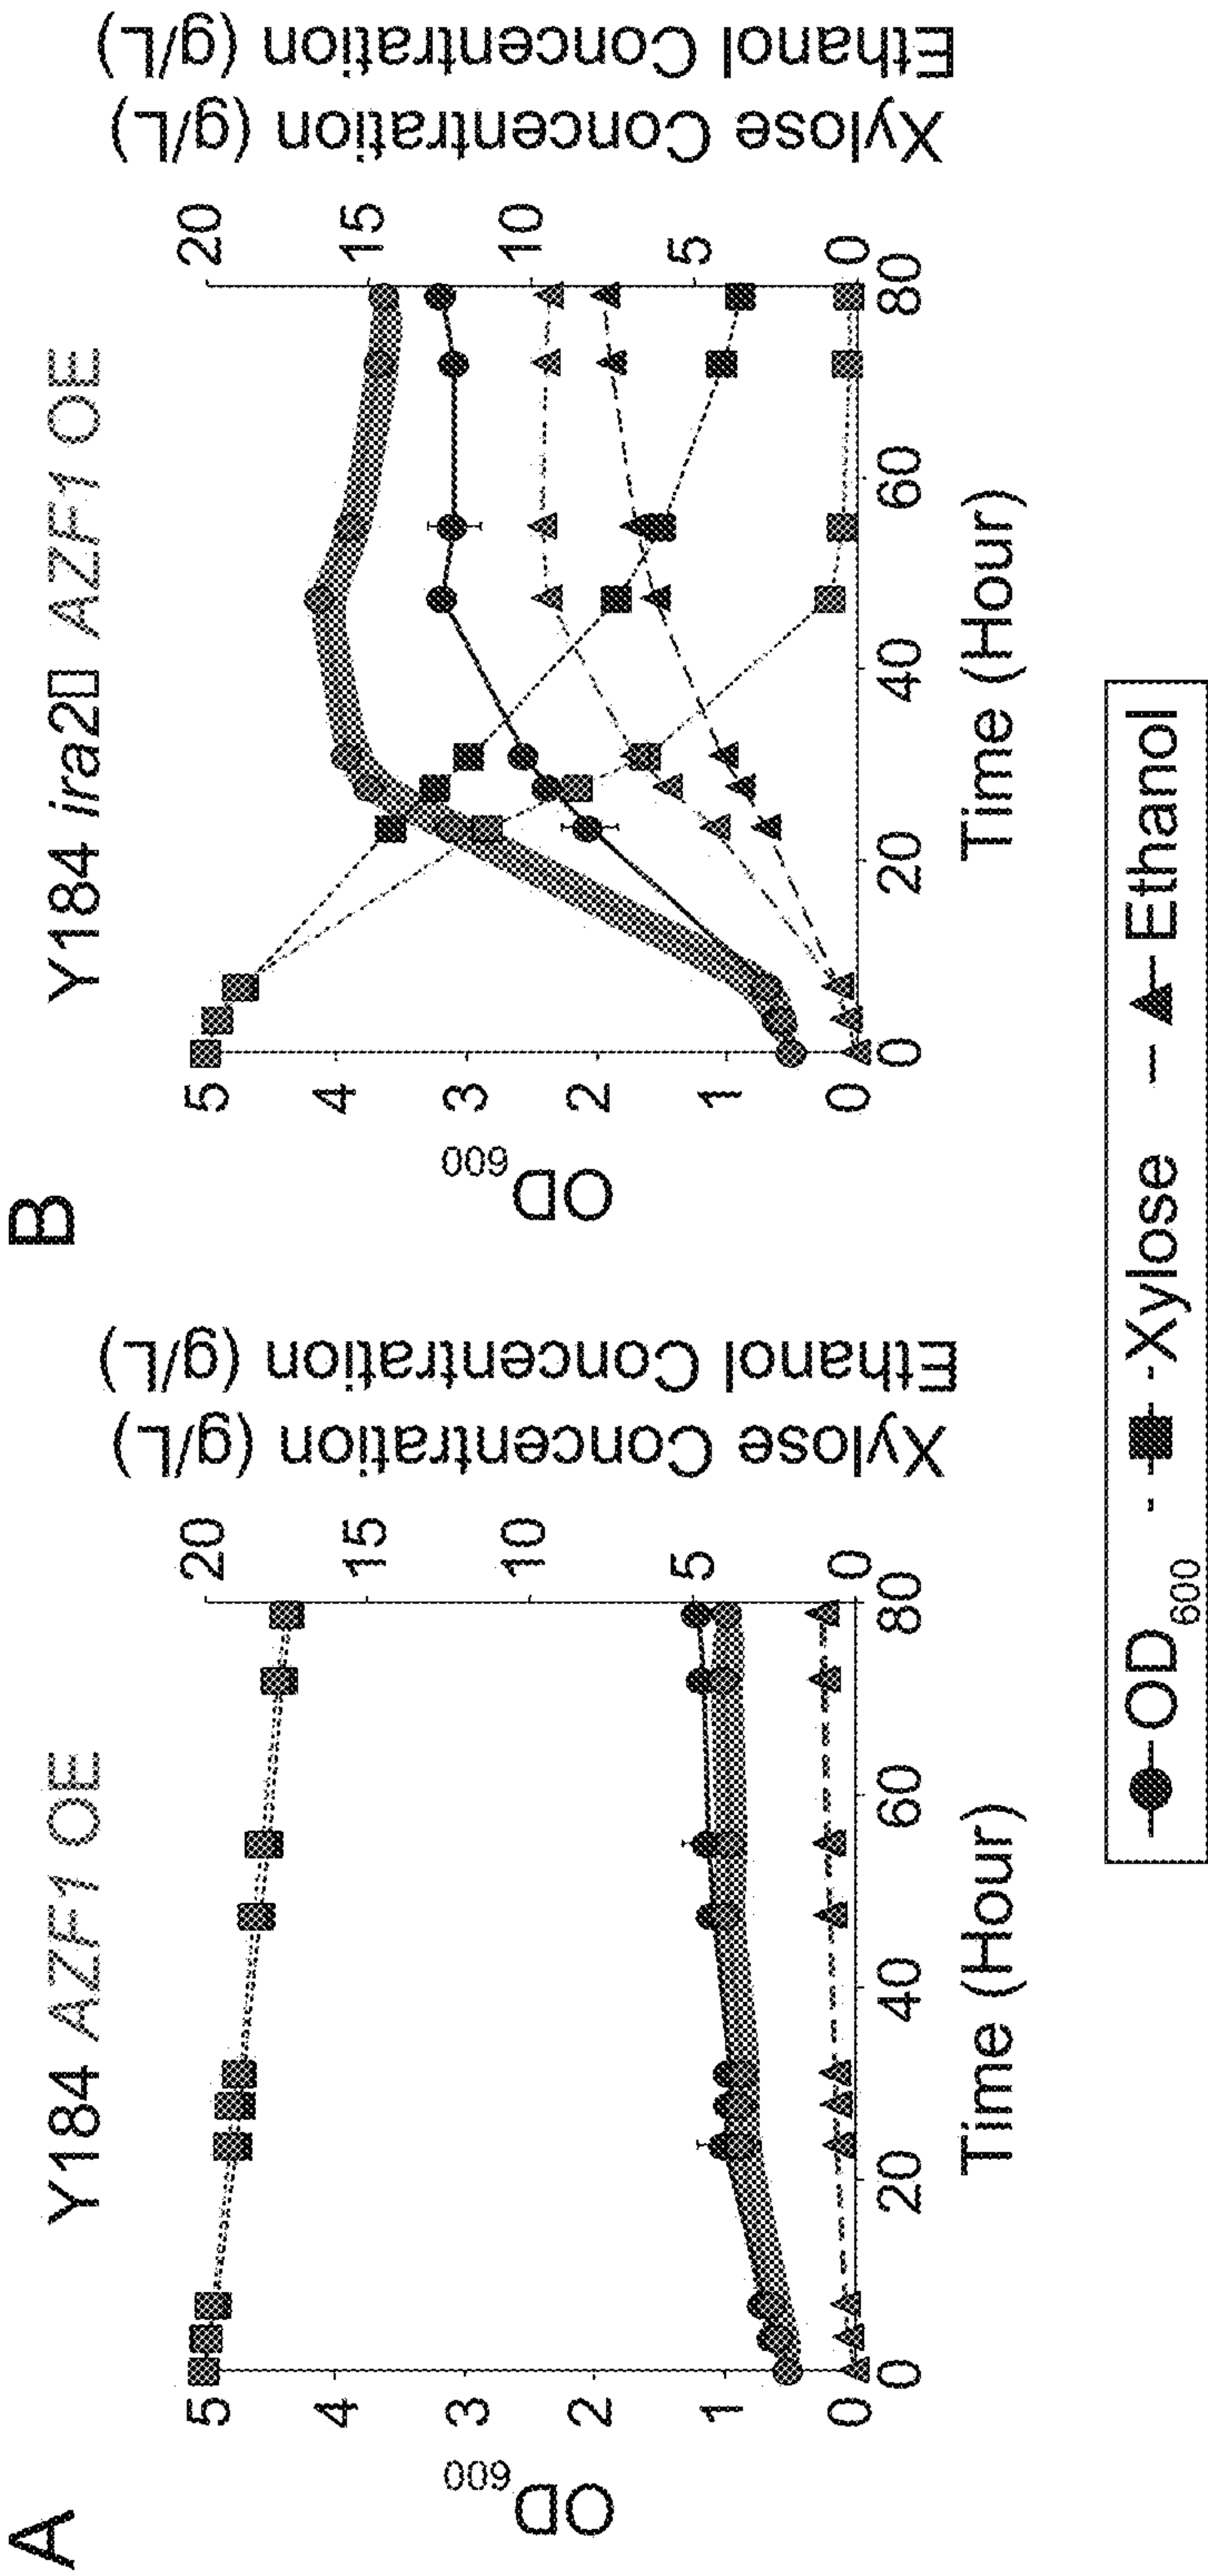 A
Y184 AZF1 OE
OD600
5
4
3
2
1
0
0
20
40
60
80
Time (Hour)
20
15
10
5
0
Xylose Concentration (g/L)
Ethanol Concentration (g/L)
B
Y184 ira2▯ AZF1 OE
OD600
5
4
3
2
1
0
0
20
40
60
80
Time (Hour)
20
15
10
5
0
Xylose Concentration (g/L)
Ethanol Concentration (g/L)
OD600 Xylose Ethanol